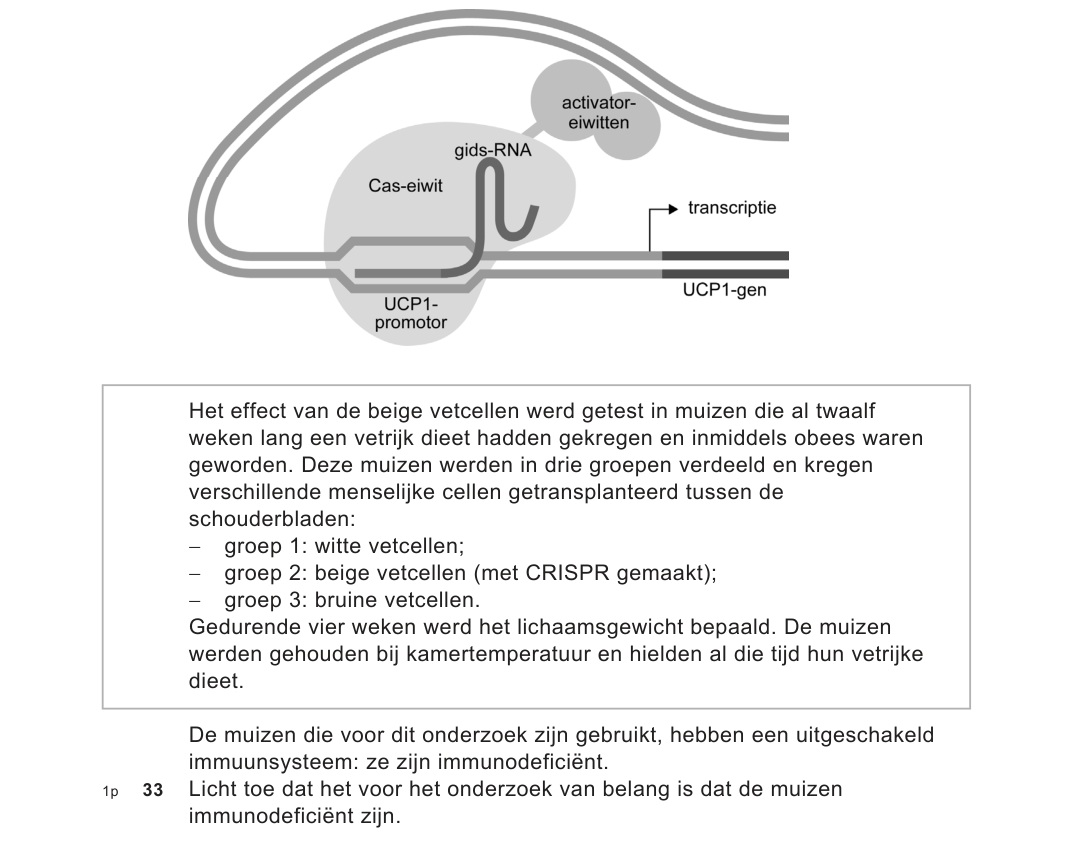 activator-
eiwitten
gids-RNA
Cas-eiwit
transcriptie
UCP1-gen
UCP1-
promotor
Het effect van de beige vetcellen werd getest in muizen die al twaalf
weken lang een vetrijk dieet hadden gekregen en inmiddels obees waren
geworden. Deze muizen werden in drie groepen verdeeld en kregen
verschillende menselijke cellen getransplanteerd tussen de
schouderbladen:
– groep 1: witte vetcellen;
– groep 2: beige vetcellen (met CRISPR gemaakt);
– groep 3: bruine vetcellen.
Gedurende vier weken werd het lichaamsgewicht bepaald. De muizen
werden gehouden bij kamertemperatuur en hielden al die tijd hun vetrijke
dieet.
De muizen die voor dit onderzoek zijn gebruikt, hebben een uitgeschakeld
immuunsysteem: ze zijn immunodeficiënt.
1p 33 Licht toe dat het voor het onderzoek van belang is dat de muizen
immunodeficiënt zijn.